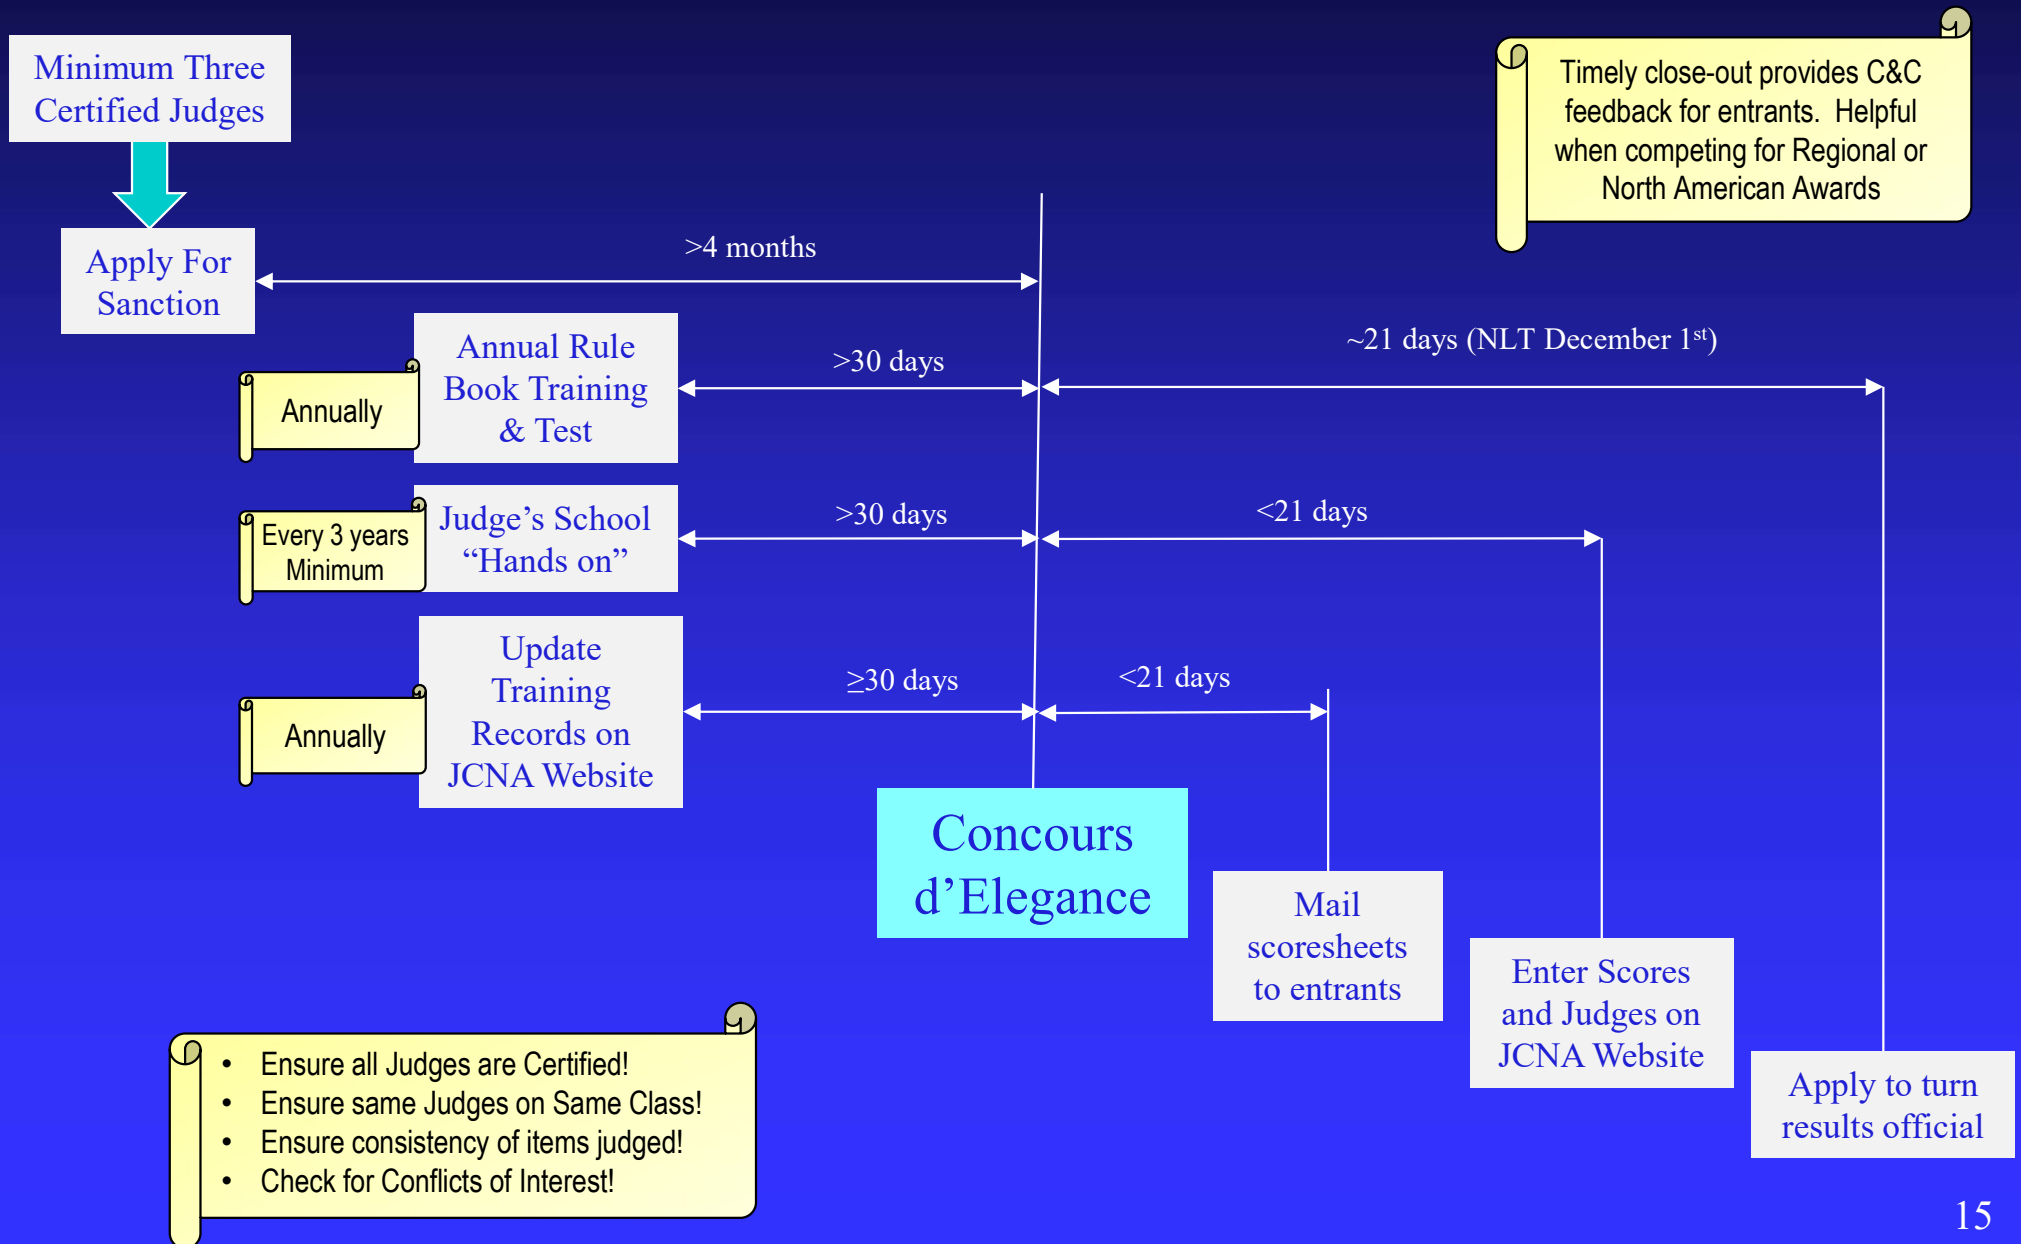 Minimum Three
Certified Judges
Timely close-out provides C&C
feedback for entrants.  Helpful
when competing for Regional or
North American Awards
Apply For
Sanction
>4 months
Annually
Annual Rule
Book Training
& Test
>30 days
~21 days (NLT December 1st)
Every 3 years
Minimum
Judge’s School
“Hands on”
>30 days
<21 days
Annually
Update
Training
Records on
JCNA Website
≥30 days
<21 days
Concours
d’Elegance
Mail
scoresheets
to entrants
Enter Scores
and Judges on
JCNA Website
Apply to turn
results official
• Ensure all Judges are Certified!
• Ensure same Judges on Same Class!
• Ensure consistency of items judged!
• Check for Conflicts of Interest!
15